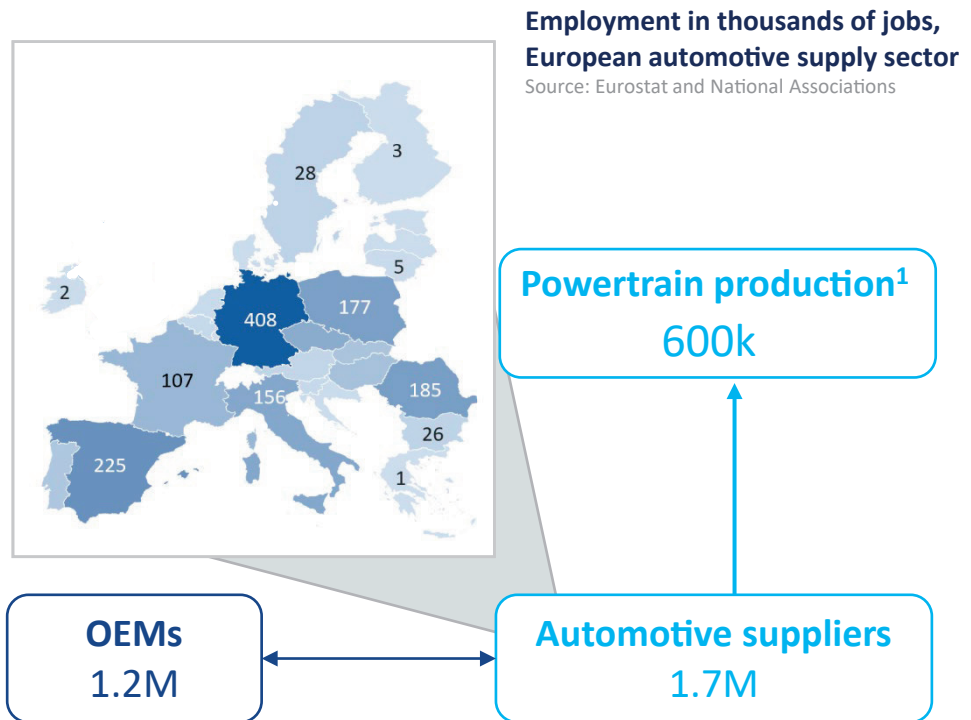 Employment in thousands of jobs,
European automotive supply sector
Source: Eurostat and National Associations
3
28
5
2
177
408
107
156
185
26
225
1
Powertrain production¹
600k
OEMs
1.2M
Automotive suppliers
1.7M